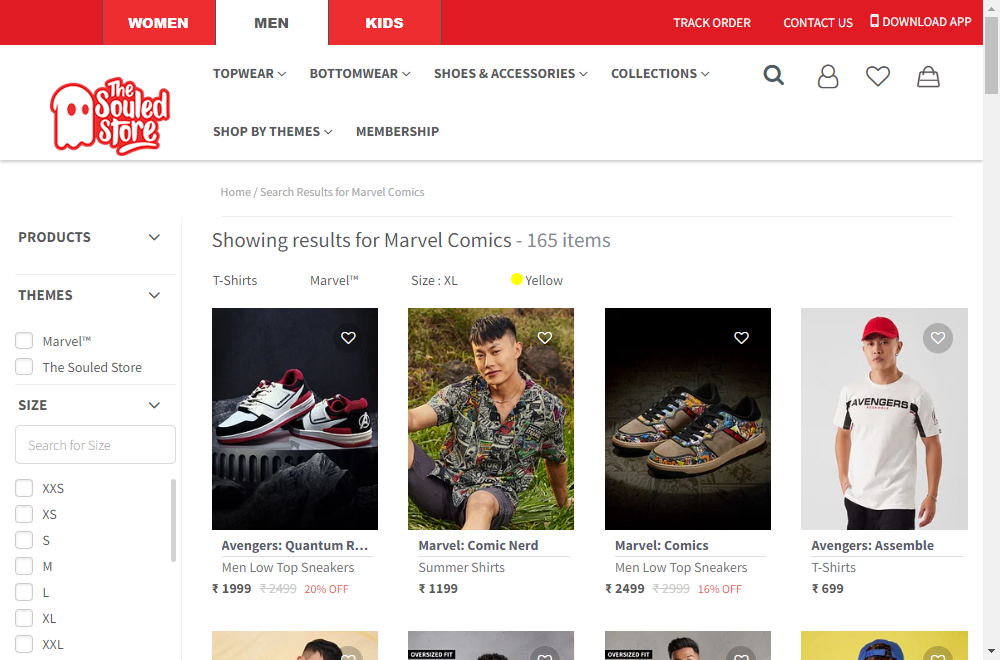 WOMEN
MEN
KIDS
TRACK ORDER
CONTACT US
DOWNLOAD APP
The Souled Store
TOPWEAR
BOTTOMWEAR
SHOES & ACCESSORIES
COLLECTIONS
SHOP BY THEMES
MEMBERSHIP
Home / Search Results for Marvel Comics
PRODUCTS
THEMES
Marvel™
The Souled Store
SIZE
Search for Size
XXS
XS
S
M
L
XL
XXL
Showing results for Marvel Comics - 165 items
T-Shirts
Marvel™
Size : XL
Yellow
AVENGERS
Avengers: Quantum R...
Men Low Top Sneakers
₹ 1999 ₹ 2499 20% OFF
Marvel: Comic Nerd
Summer Shirts
₹ 1199
Marvel: Comics
Men Low Top Sneakers
₹ 2499 ₹ 2999 16% OFF
Avengers: Assemble
T-Shirts
₹ 699
OVERSIZED FIT
OVERSIZED FIT